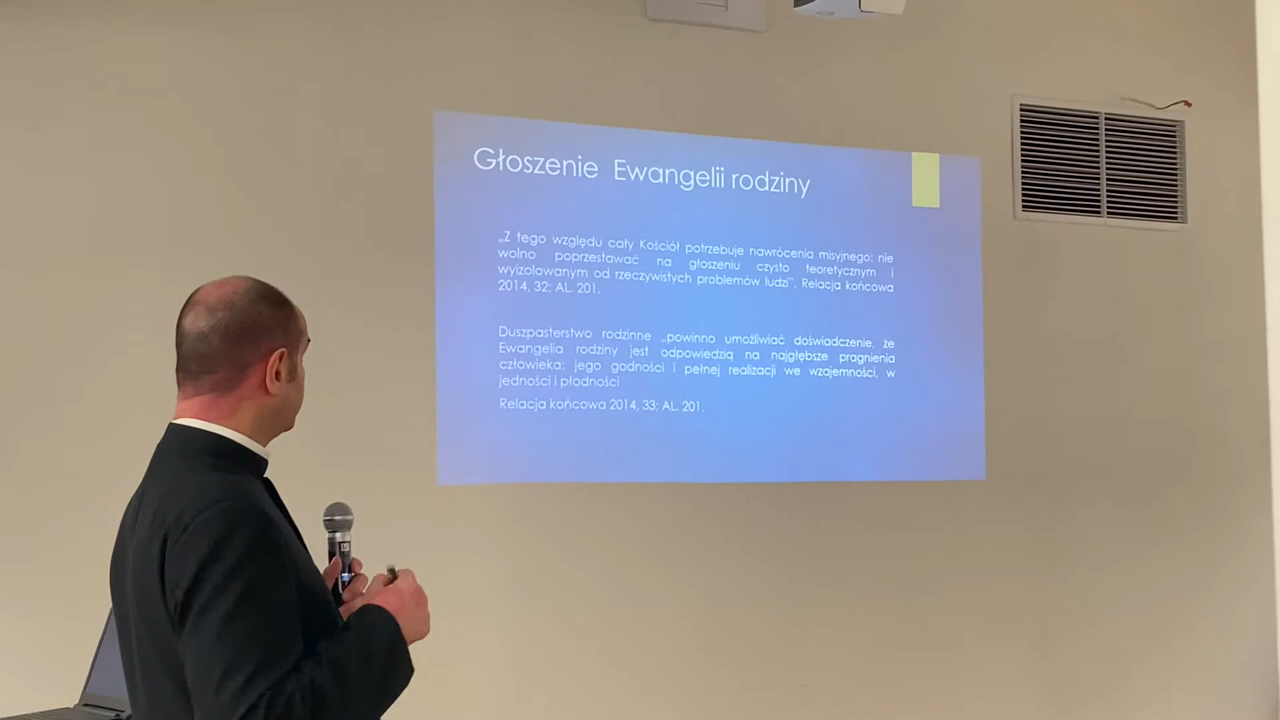 Głoszenie Ewangelii rodziny
„Z tego względu cały Kościół potrzebuje nawrócenia misyjnego: nie
wolno poprzestawać na głoszeniu czysto teoretycznym i
wyizolowanym od rzeczywistych problemów ludzi”. Relacja końcowa
2014, 32; AL. 201.
Duszpasterstwo rodzinne „powinno umożliwiać doświadczenie, że
Ewangelia rodziny jest odpowiedzią na najgłębsze pragnienia
człowieka: jego godności i pełnej realizacji we wzajemności, w
jedności i płodności
Relacja końcowa 2014, 33; AL. 201.